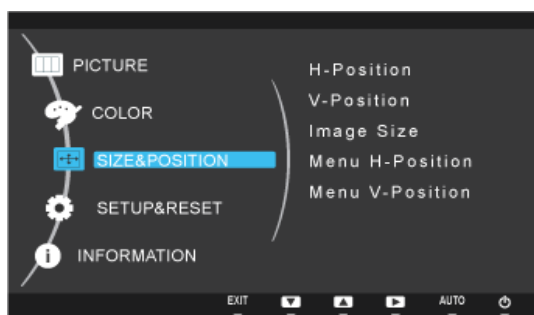 PICTURE
COLOR
SIZE&POSITION
SETUP&RESET
INFORMATION
H-Position
V-Position
Image Size
Menu H-Position
Menu V-Position
EXIT AUTO